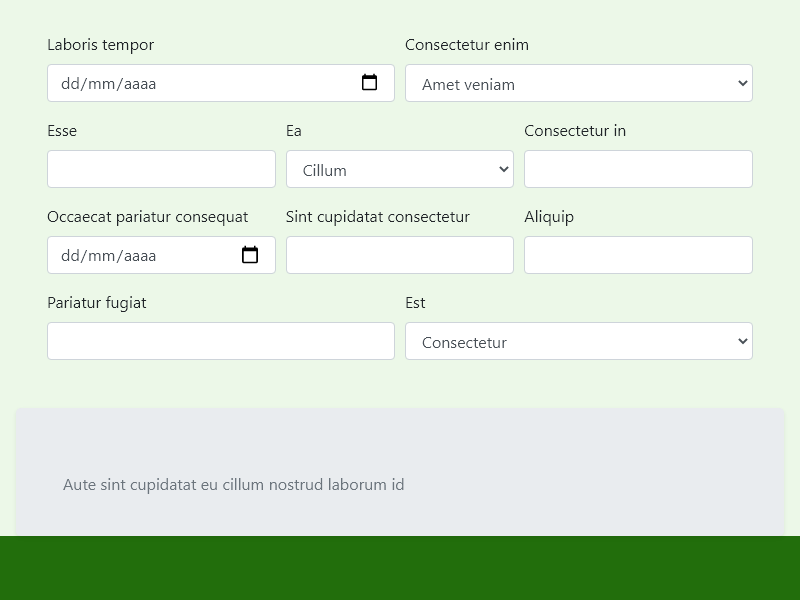 Laboris tempor
Consectetur enim
dd/mm/aaaa
Amet veniam
Esse
Ea
Consectetur in
Cillum
Occaecat pariatur consequat
Sint cupidatat consectetur
Aliquip
dd/mm/aaaa
Pariatur fugiat
Est
Consectetur
Aute sint cupidatat eu cillum nostrud laborum id